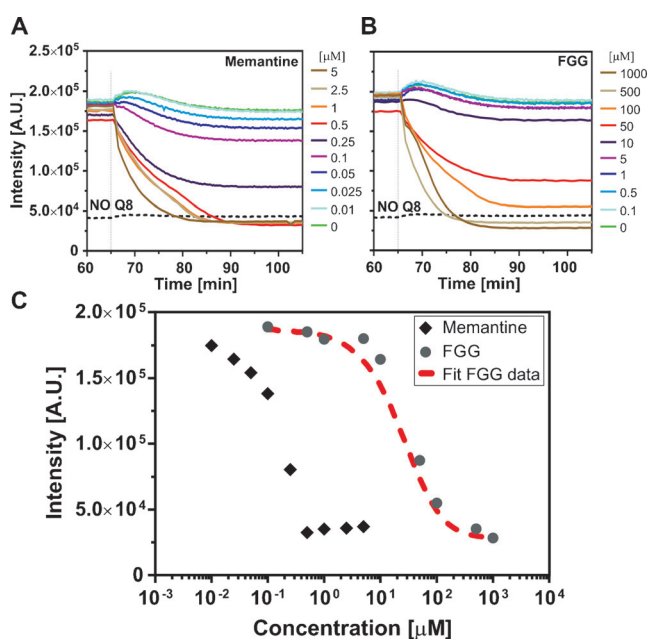 A
B
Memantine
FGG
[μM]
5
2.5
1
0.5
0.25
0.1
0.05
0.025
0.01
0
[μM]
1000
500
100
50
10
5
1
0.5
0.1
0
Intensity [A.U.]
2.5×10⁵
2.0×10⁵
1.5×10⁵
1.0×10⁵
5.0×10⁴
0
NO Q8
NO Q8
60 70 80 90 100
60 70 80 90 100
Time [min]
Time [min]
C
Intensity [A.U.]
2.0×10⁵
1.5×10⁵
1.0×10⁵
5.0×10⁴
0
Memantine
FGG
Fit FGG data
10⁻³ 10⁻² 10⁻¹ 10⁰ 10¹ 10² 10³ 10⁴
Concentration [μM]